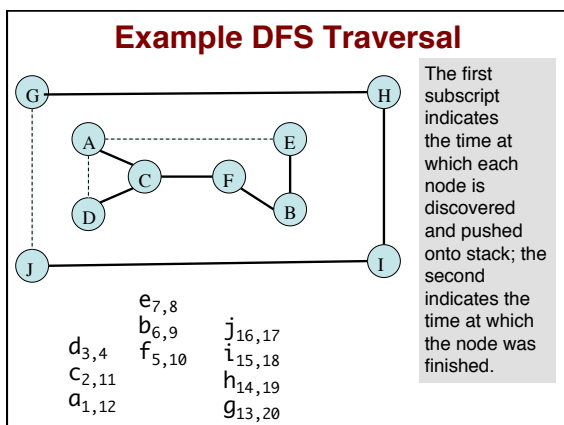 Example DFS Traversal
G
H
A
E
C
F
D
B
J
I
The first
subscript
indicates
the time at
which each
node is
discovered
and pushed
onto stack; the
second
indicates the
time at which
the node was
finished.
e7,8
b6,9
f5,10
d3,4
c2,11
a1,12
j16,17
i15,18
h14,19
g13,20